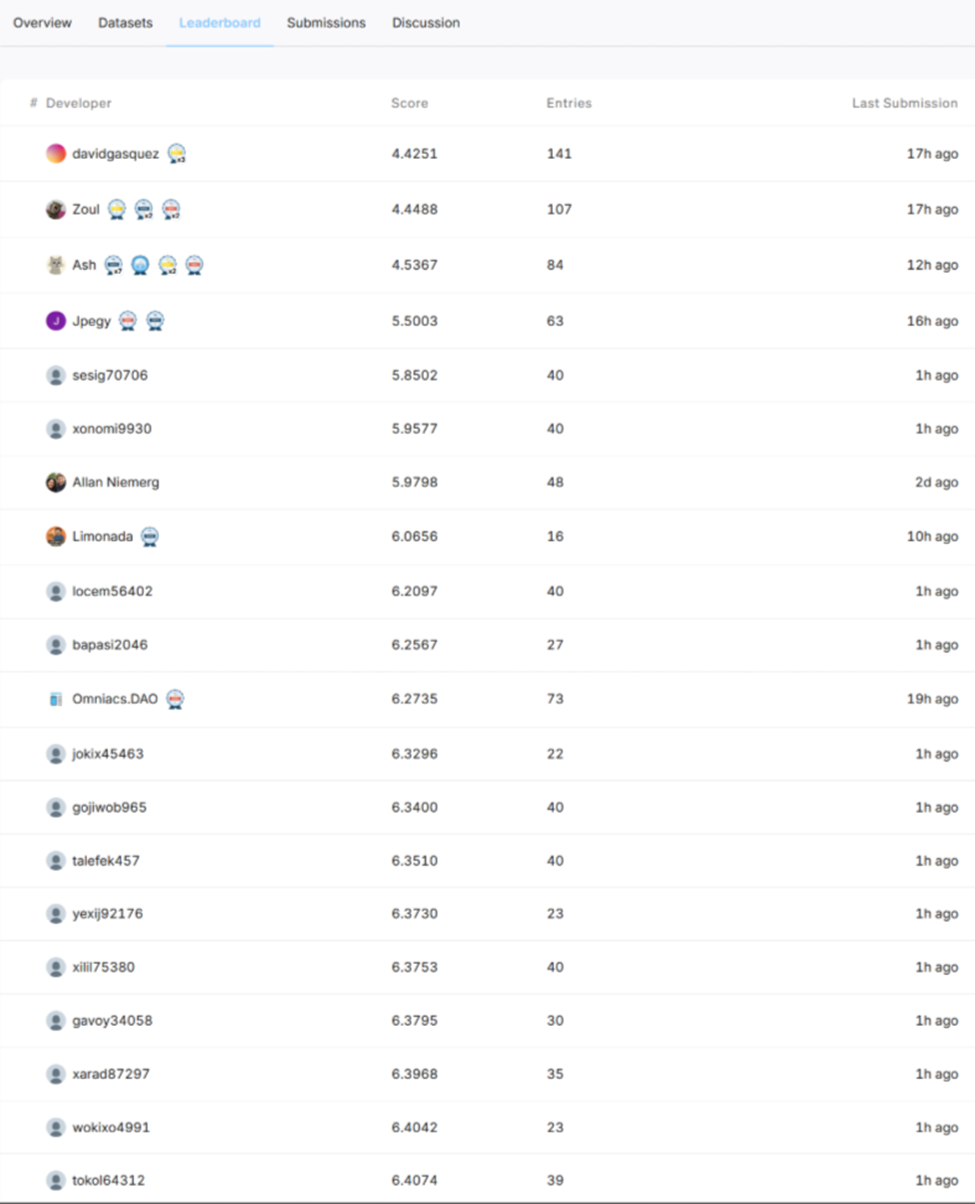 Overview Datasets Leaderboard Submissions Discussion
# Developer Score Entries Last Submission
davidgasquez x3 4.4251 141 17h ago
Zoul x2 x2 4.4488 107 17h ago
Ash x7 x2 4.5367 84 12h ago
J Jpegy 5.5003 63 16h ago
sesig70706 5.8502 40 1h ago
xonomi9930 5.9577 40 1h ago
Allan Niemerg 5.9798 48 2d ago
Limonada 6.0656 16 10h ago
locem56402 6.2097 40 1h ago
bapasi2046 6.2567 27 1h ago
Omniacs.DAO 6.2735 73 19h ago
jokix45463 6.3296 22 1h ago
gojiwob965 6.3400 40 1h ago
talefek457 6.3510 40 1h ago
yexij92176 6.3730 23 1h ago
xilil75380 6.3753 40 1h ago
gavoy34058 6.3795 30 1h ago
xarad87297 6.3968 35 1h ago
wokixo4991 6.4042 23 1h ago
tokol64312 6.4074 39 1h ago